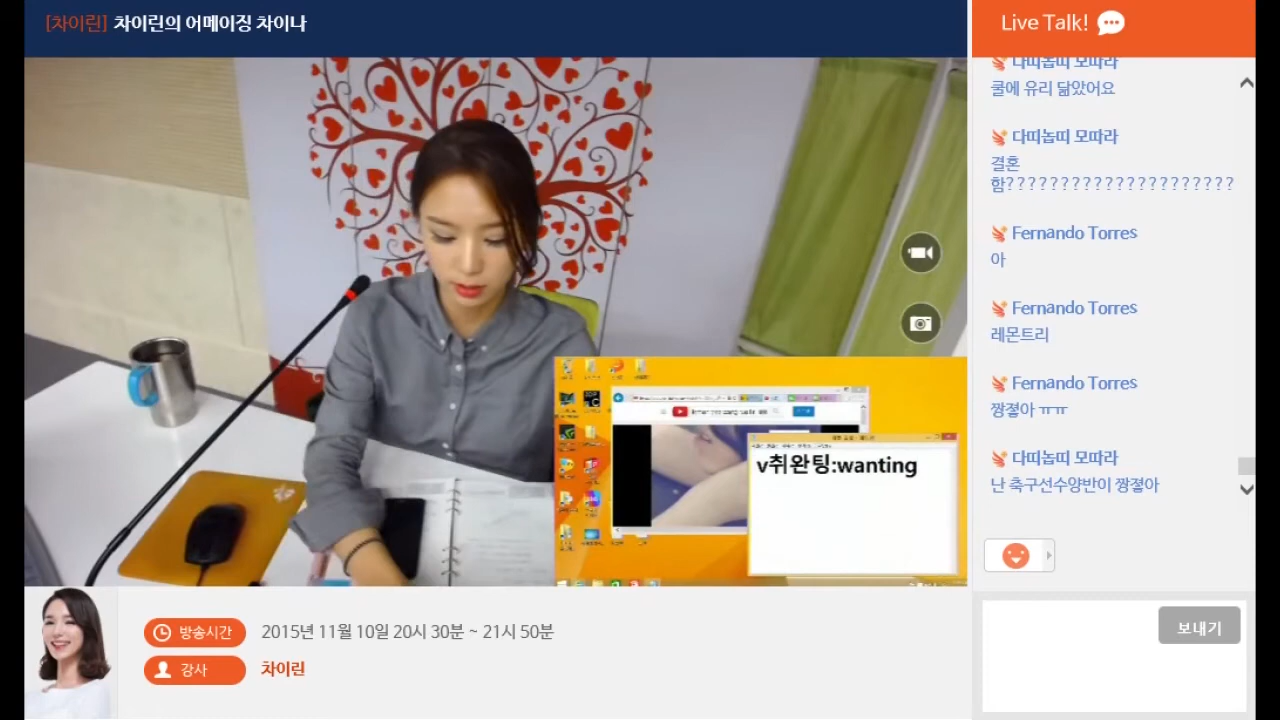 [차이린] 차이린의 어메이징 차이나
Live Talk!
다띠놉띠 모따라
쿨에 유리 닮았어요
다띠놉띠 모따라
결혼
함?????????????????????
Fernando Torres
아
Fernando Torres
레몬트리
Fernando Torres
짱젙아 ㅠㅠ
다띠놉띠 모따라
난 축구선수양반이 짱젙아
v취완팅:wanting
방송시간
2015년 11월 10일 20시 30분 ~ 21시 50분
강사
차이린
보내기